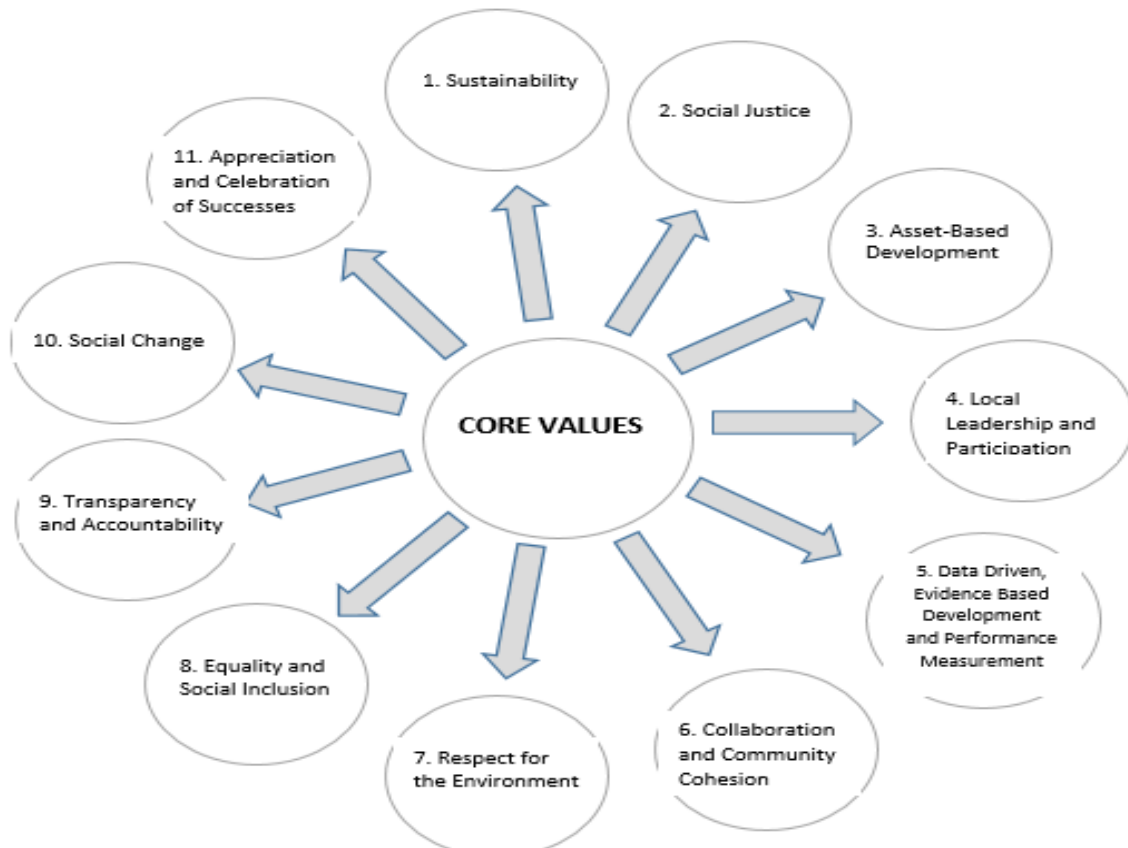 CORE VALUES
1. Sustainability
2. Social Justice
3. Asset-Based
Development
4. Local
Leadership and
Participation
5. Data Driven,
Evidence Based
Development
and Performance
Measurement
6. Collaboration
and Community
Cohesion
7. Respect for
the Environment
8. Equality and
Social Inclusion
9. Transparency
and Accountability
10. Social Change
11. Appreciation
and Celebration
of Successes